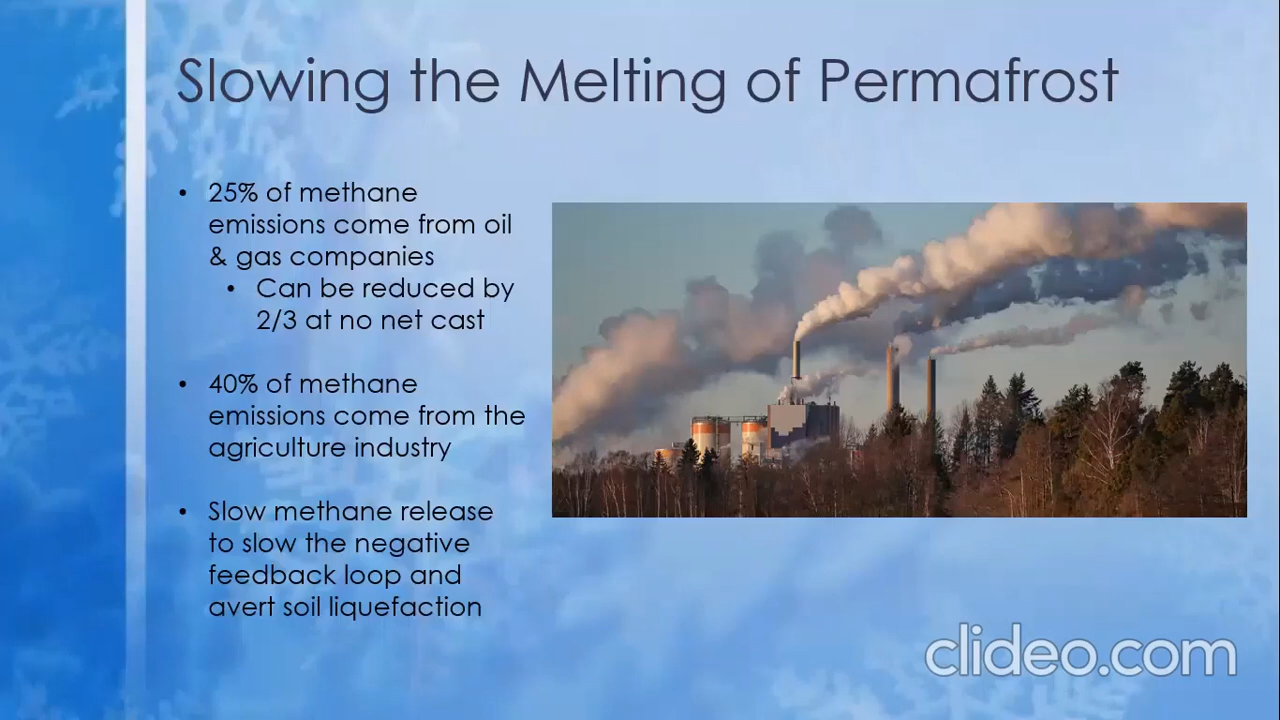 Slowing the Melting of Permafrost
• 25% of methane
emissions come from oil
& gas companies
• Can be reduced by
2/3 at no net cast
• 40% of methane
emissions come from the
agriculture industry
• Slow methane release
to slow the negative
feedback loop and
avert soil liquefaction
clideo.com